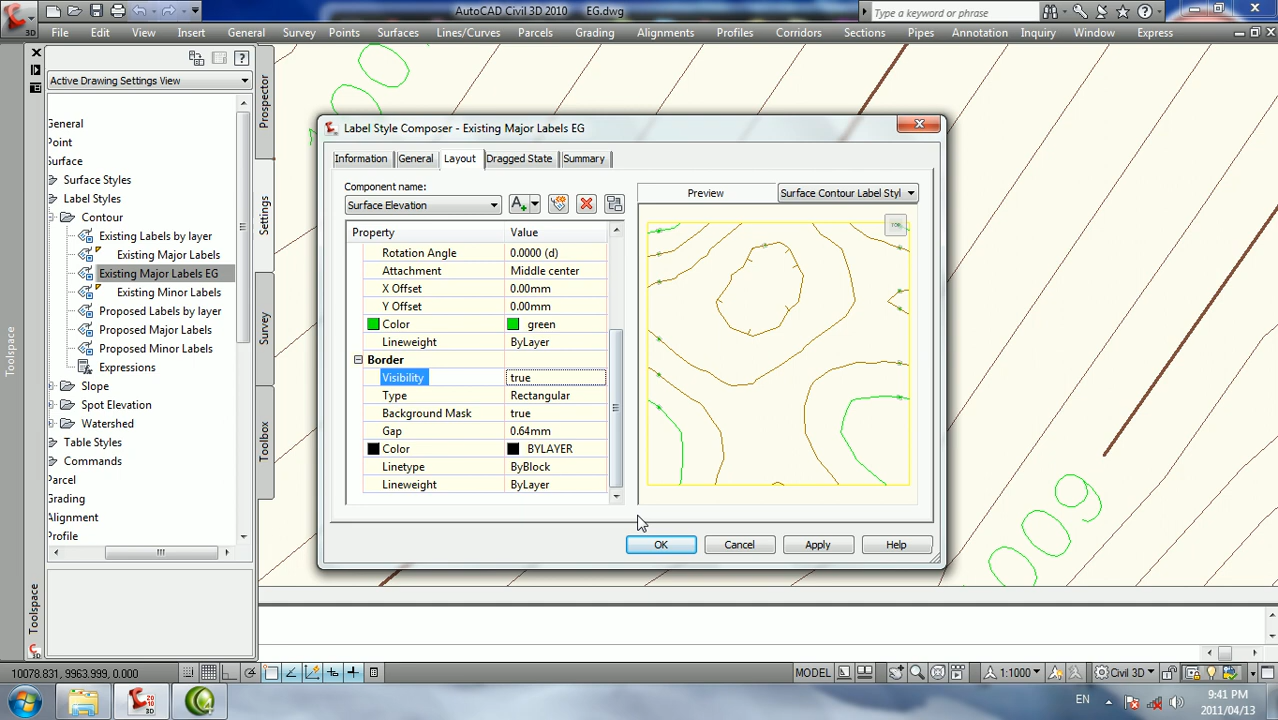 AutoCAD Civil 3D 2010 EG.dwg
Type a keyword or phrase
3D
File Edit View Insert General Survey Points Surfaces Lines/Curves Parcels Grading Alignments Profiles Corridors Sections Pipes Annotation Inquiry Window Express
Active Drawing Settings View
General
Point
Surface
Surface Styles
Label Styles
Contour
Existing Labels by layer
Existing Major Labels
Existing Major Labels EG
Existing Minor Labels
Proposed Labels by layer
Proposed Major Labels
Proposed Minor Labels
Expressions
Slope
Spot Elevation
Watershed
Table Styles
Commands
Parcel
Grading
Alignment
Profile
Prospector
Settings
Survey
Toolbox
Toolspace
Toolspace
Label Style Composer - Existing Major Labels EG
Information General Layout Dragged State Summary
Component name:
Surface Elevation
Preview
Surface Contour Label Styl
TOP
Property Value
Rotation Angle 0.0000 (d)
Attachment Middle center
X Offset 0.00mm
Y Offset 0.00mm
Color green
Lineweight ByLayer
Border
Visibility true
Type Rectangular
Background Mask true
Gap 0.64mm
Color BYLAYER
Linetype ByBlock
Lineweight ByLayer
OK Cancel Apply Help
10078.831, 9963.999, 0.000
MODEL
1:1000
Civil 3D
EN
9:41 PM
2011/04/13